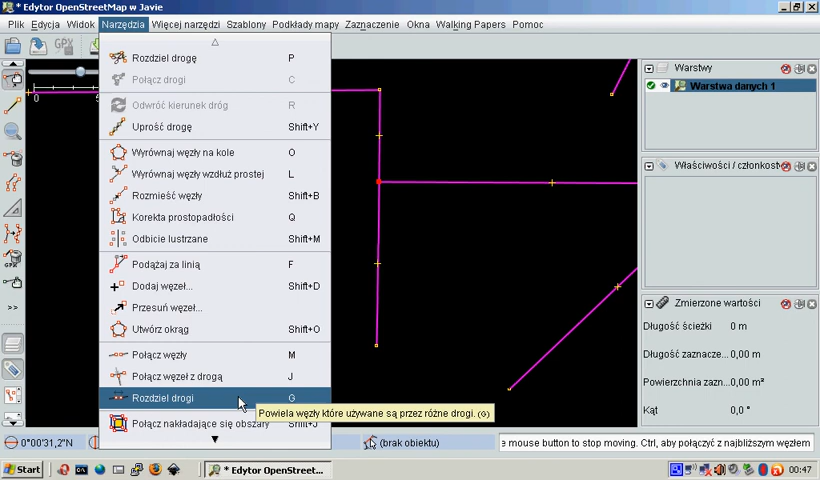 * Edytor OpenStreetMap w Javie
Plik Edycja Widok Narzędzia Więcej narzędzi Szablony Podkłady mapy Zaznaczenie Okna Walking Papers Pomoc
GPX
0
Rozdziel drogę P
Połącz drogi C
Odwróć kierunek dróg R
Uprość drogę Shift+Y
Wyrównaj węzły na kole O
Wyrównaj węzły wzdłuż prostej L
Rozmieść węzły Shift+B
Korekta prostopadłości Q
Odbicie lustrzane Shift+M
Podążaj za linią F
Dodaj węzeł... Shift+D
Przesuń węzeł...
Utwórz okrąg Shift+O
Połącz węzły M
Połącz węzeł z drogą J
Rozdziel drogi G
Powiela węzły które używane są przez różne drogi. (G)
Połącz nakładające się obszary Shift+J
Warstwy
Warstwa danych 1
Właściwości / członkost
Zmierzone wartości
Długość ścieżki 0 m
Długość zaznacze... 0,00 m
Powierzchnia zazn... 0,00 m²
Kąt 0,0 °
GPX
>>
0°00'31,2"N
(brak obiektu)
e mouse button to stop moving. Ctrl, aby połączyć z najbliższym węzłem
Start
* Edytor OpenStreet...
00:47